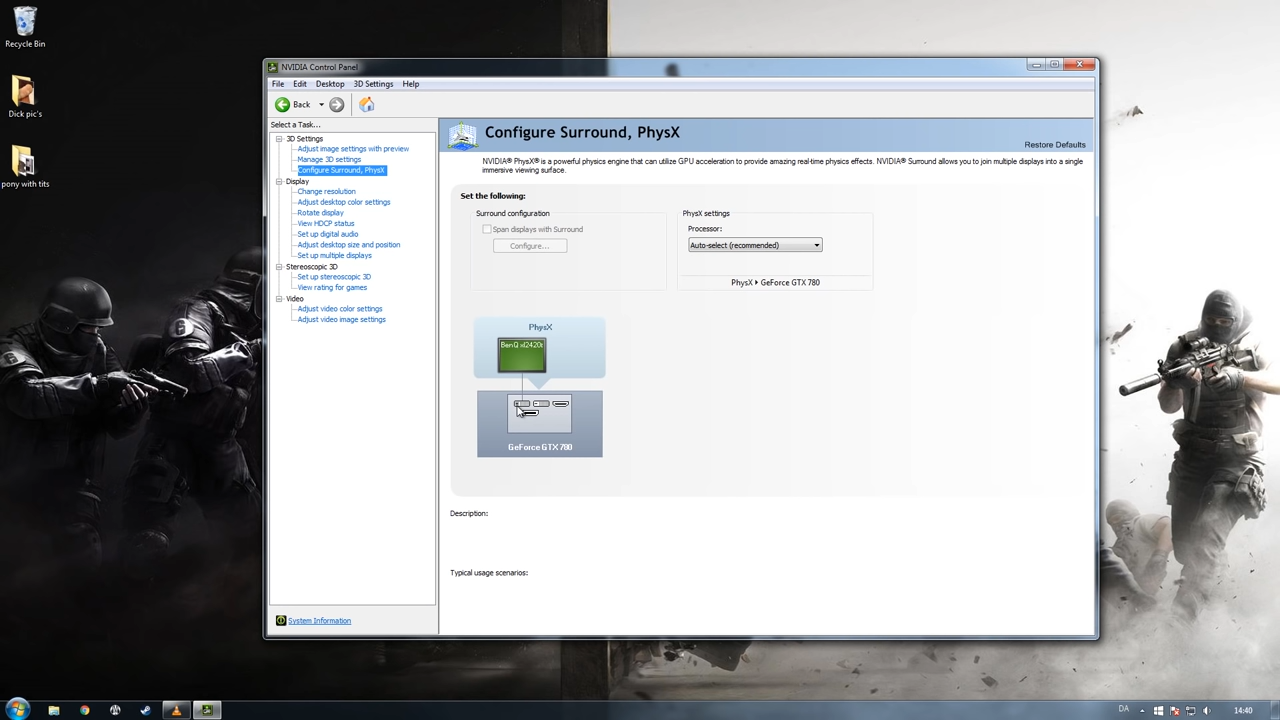 Recycle Bin
Dick pic's
pony with tits
NVIDIA Control Panel
File Edit Desktop 3D Settings Help
Back
Select a Task...
3D Settings
Adjust image settings with preview
Manage 3D settings
Configure Surround, PhysX
Display
Change resolution
Adjust desktop color settings
Rotate display
View HDCP status
Set up digital audio
Adjust desktop size and position
Set up multiple displays
Stereoscopic 3D
Set up stereoscopic 3D
View rating for games
Video
Adjust video color settings
Adjust video image settings
System Information
Configure Surround, PhysX
Restore Defaults
NVIDIA® PhysX® is a powerful physics engine that can utilize GPU acceleration to provide amazing real-time physics effects. NVIDIA® Surround allows you to join multiple displays into a single
immersive viewing surface.
Set the following:
Surround configuration
Span displays with Surround
Configure...
PhysX settings
Processor:
Auto-select (recommended)
PhysX GeForce GTX 780
PhysX
BenQ xl2420t
GeForce GTX 780
Description:
Typical usage scenarios:
DA
14:40